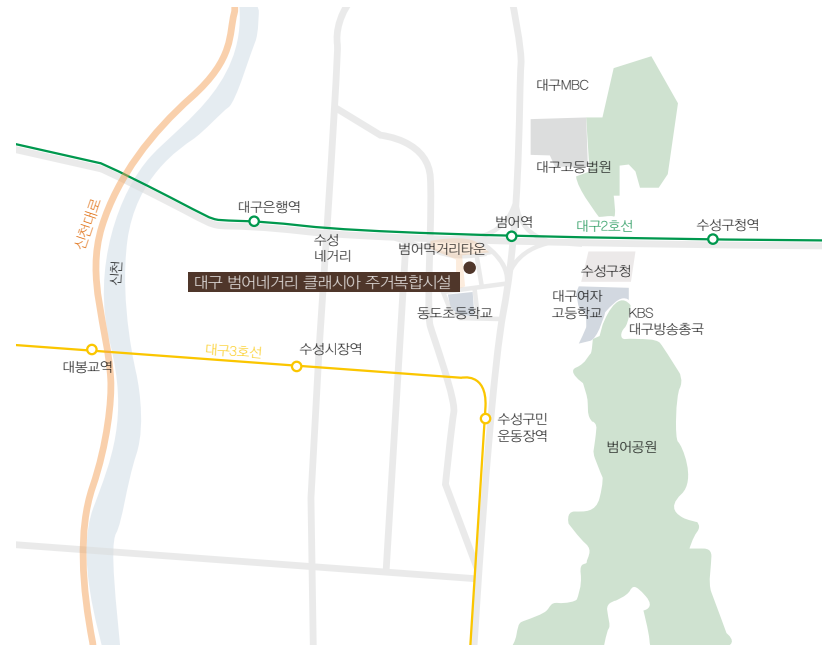 대구MBC
대구고등법원
신천대로
대구은행역
범어역
대구2호선
수성구청역
수성
네거리
범어먹거리타운
신천
수성구청
대구 범어네거리 클래시아 주거복합시설
대구여자
고등학교
동도초등학교
KBS
대구방송총국
대구3호선
수성시장역
대봉교역
수성구민
운동장역
범어공원